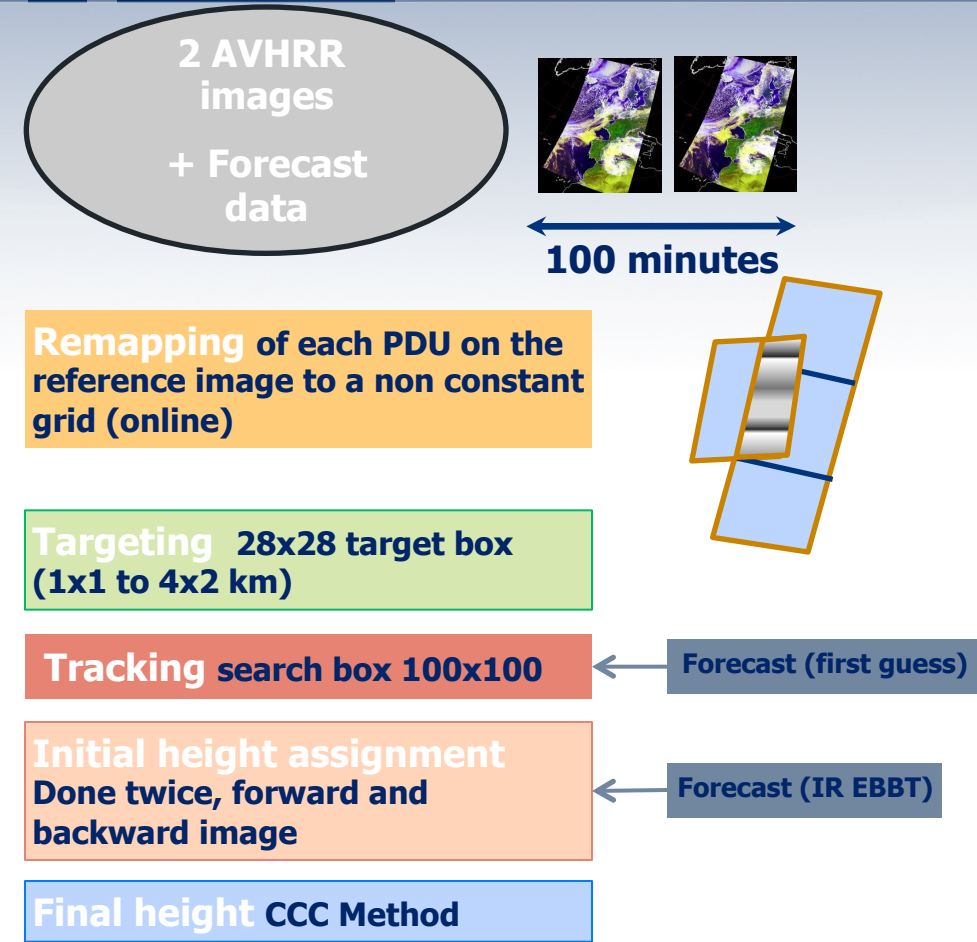 2 AVHRR
images
+ Forecast
data
100 minutes
Remapping of each PDU on the
reference image to a non constant
grid (online)
Targeting 28x28 target box
(1x1 to 4x2 km)
Tracking search box 100x100
Forecast (first guess)
Initial height assignment
Done twice, forward and
backward image
Forecast (IR EBBT)
Final height CCC Method